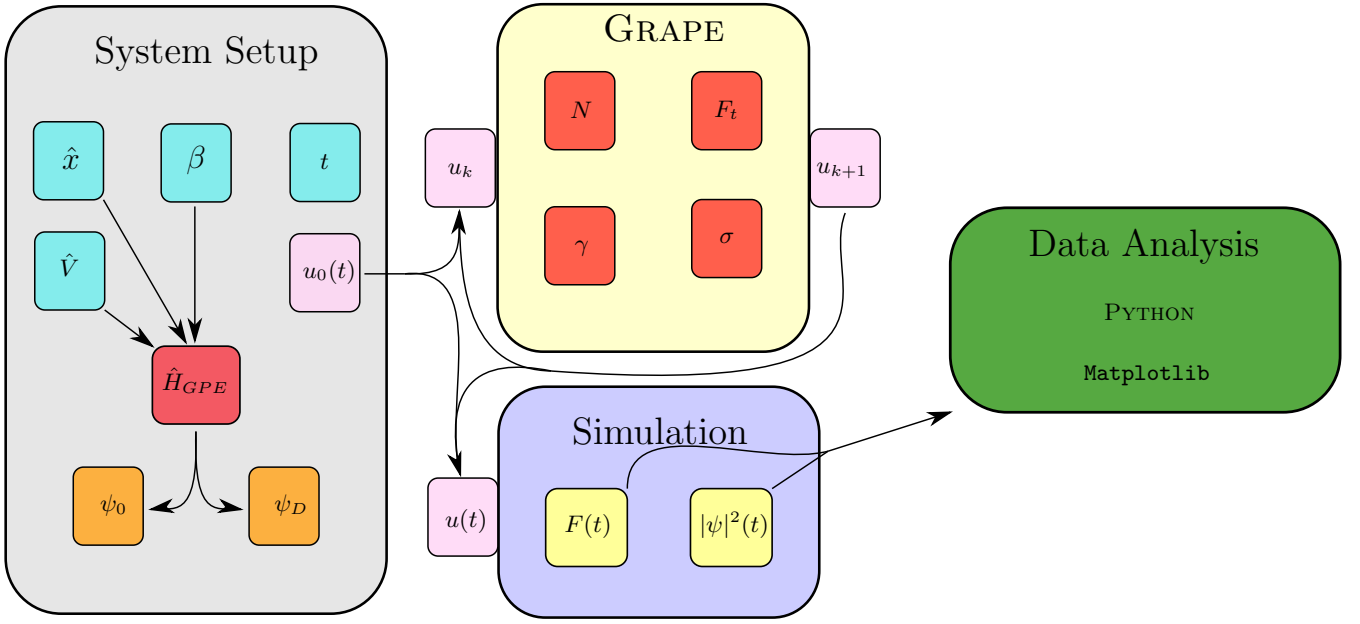 System Setup
x̂
β
t
V̂
u₀(t)
Ĥ_GPE
ψ₀
ψ_D
GRAPE
u_k
N
F_t
u_{k+1}
γ
σ
Simulation
u(t)
F(t)
|ψ|²(t)
Data Analysis
PYTHON
Matplotlib